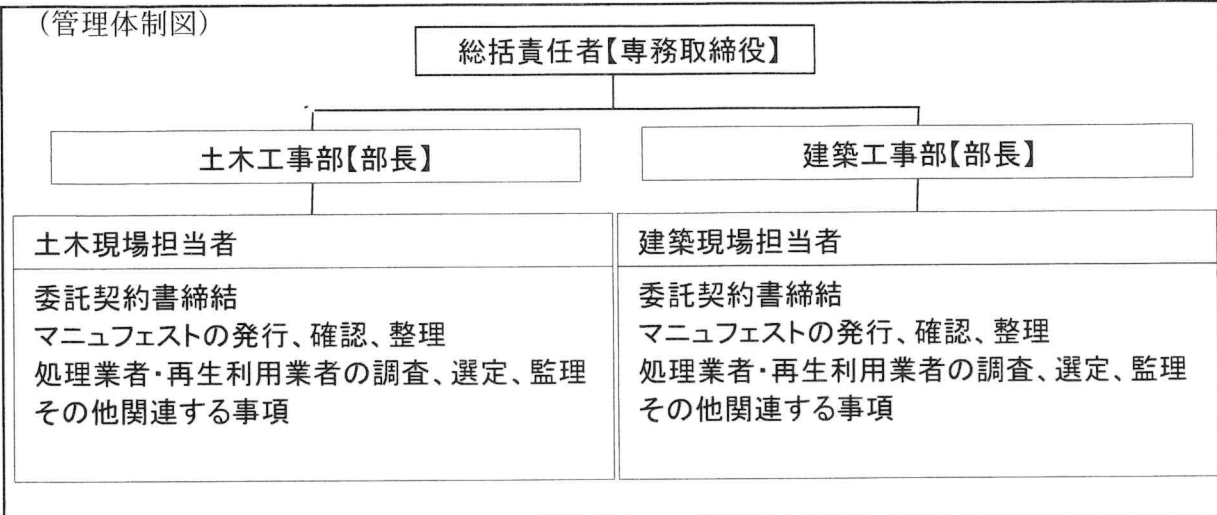 (管理体制図)
総括責任者【専務取締役】
土木工事部【部長】
建築工事部【部長】
土木現場担当者
委託契約書締結
マニュフェストの発行、確認、整理
処理業者・再生利用業者の調査、選定、監理
その他関連する事項
建築現場担当者
委託契約書締結
マニュフェストの発行、確認、整理
処理業者・再生利用業者の調査、選定、監理
その他関連する事項